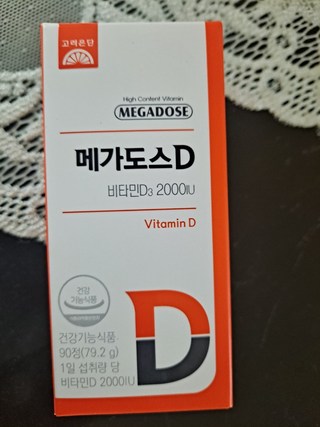 고려은단
High Content Vitamin
MEGADOSE
메가도스D
비타민D3 2000IU
Vitamin D
건강
기능식품
D
건강기능식품
90정(79.2 g)
1일 섭취량 당
비타민D 2000IU